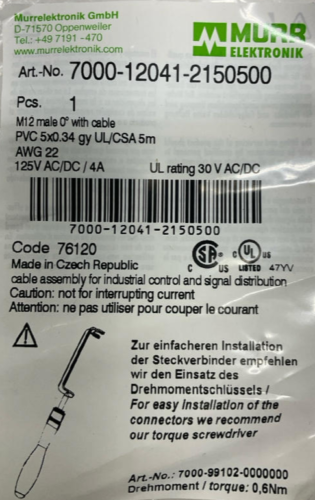 Murrelektronik GmbH
D-71570 Oppenweiler
Tel.: +49 7191 -470
www.murrelektronik.com
MURR
ELEKTRONIK
Art.-No. 7000-12041-2150500
Pcs. 1
M12 male 0° with cable
PVC 5x0.34 gy UL/CSA 5m
AWG 22
125V AC/DC / 4A UL rating 30 V AC/DC
7000-12041-2150500
Code 76120
Made in Czech Republic
C US LISTED 47YV
cable assembly for industrial control and signal distribution
Caution: not for interrupting current
Attention: ne pas utiliser pour couper le courant
Zur einfacheren Installation
der Steckverbinder empfehlen
wir den Einsatz des
Drehmomentschlüssels /
For easy Installation of the
connectors we recommend
our torque screwdriver
Art.-No.: 7000-99102-0000000
Drehmoment / torque: 0,6Nm